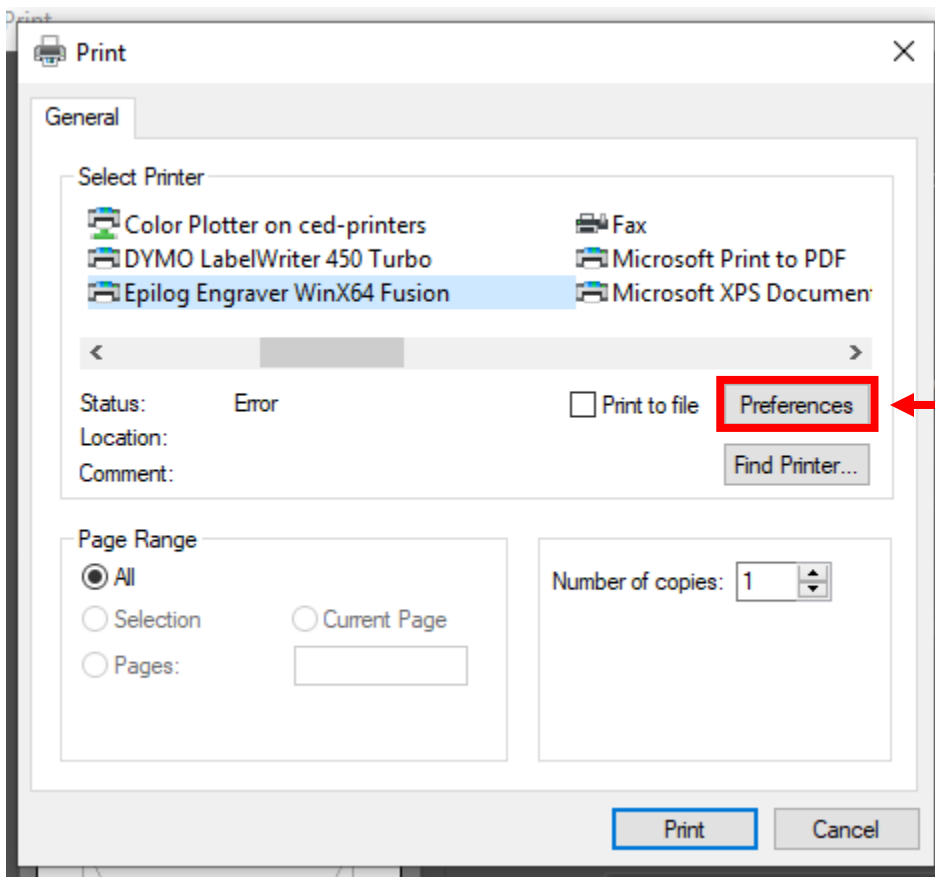 Print
Print
General
Select Printer
Color Plotter on ced-printers
Fax
DYMO LabelWriter 450 Turbo
Microsoft Print to PDF
Epilog Engraver WinX64 Fusion
Microsoft XPS Documen
Status: Error
Print to file
Preferences
Location:
Comment:
Find Printer...
Page Range
All
Number of copies: 1
Selection
Current Page
Pages:
Print
Cancel